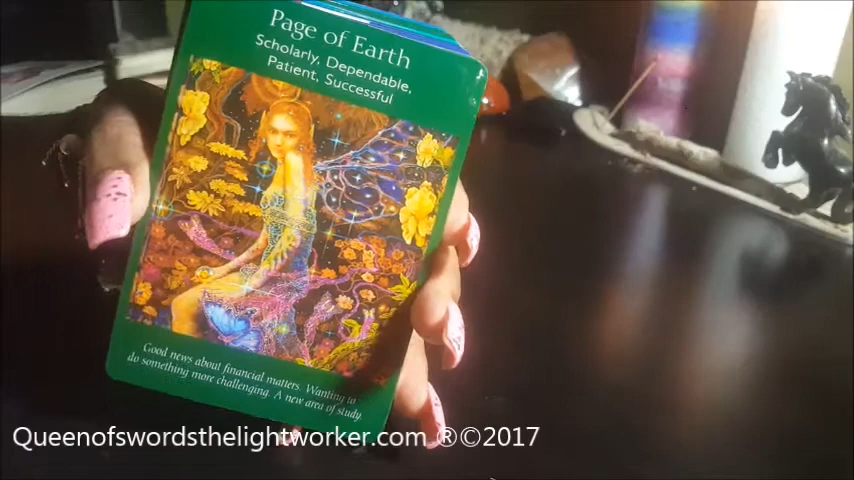 Page of Earth
Scholarly, Dependable,
Patient, Successful
Good news about financial matters. Wanting to
do something more challenging. A new area of study.
Queenofswordsthelightworker.com ®©2017